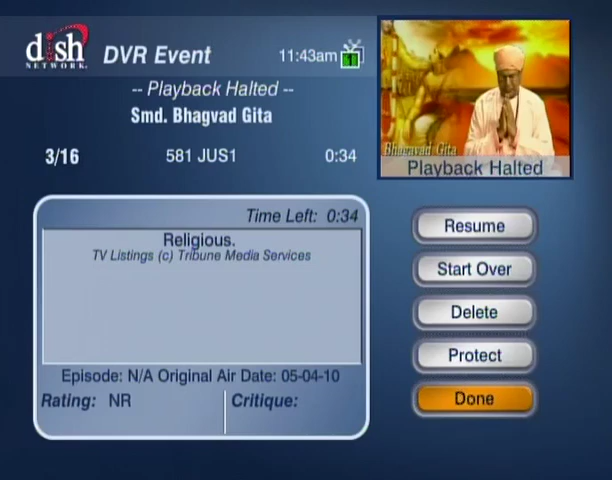 dish
NETWORK.
DVR Event
11:43am
1
-- Playback Halted --
Smd. Bhagvad Gita
3/16 581 JUS1 0:34
Bhagavad Gita
Playback Halted
Time Left: 0:34
Religious.
TV Listings (c) Tribune Media Services
Episode: N/A Original Air Date: 05-04-10
Rating: NR Critique:
Resume
Start Over
Delete
Protect
Done